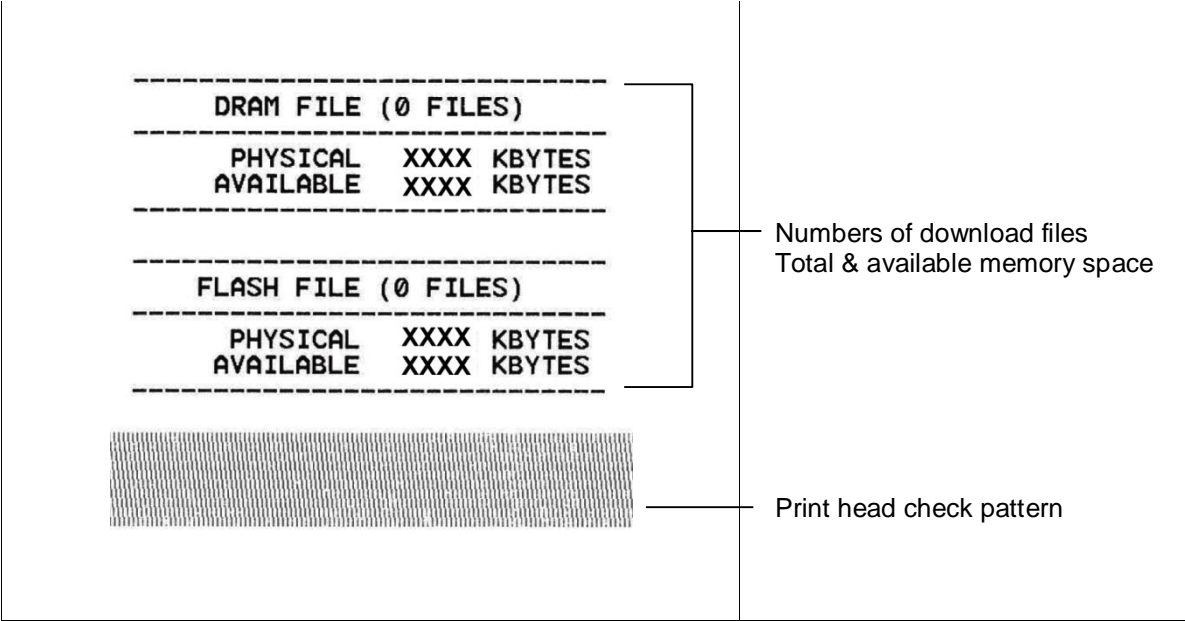 DRAM FILE (0 FILES)
PHYSICAL XXXX KBYTES
AVAILABLE XXXX KBYTES
FLASH FILE (0 FILES)
PHYSICAL XXXX KBYTES
AVAILABLE XXXX KBYTES
Numbers of download files
Total & available memory space
Print head check pattern